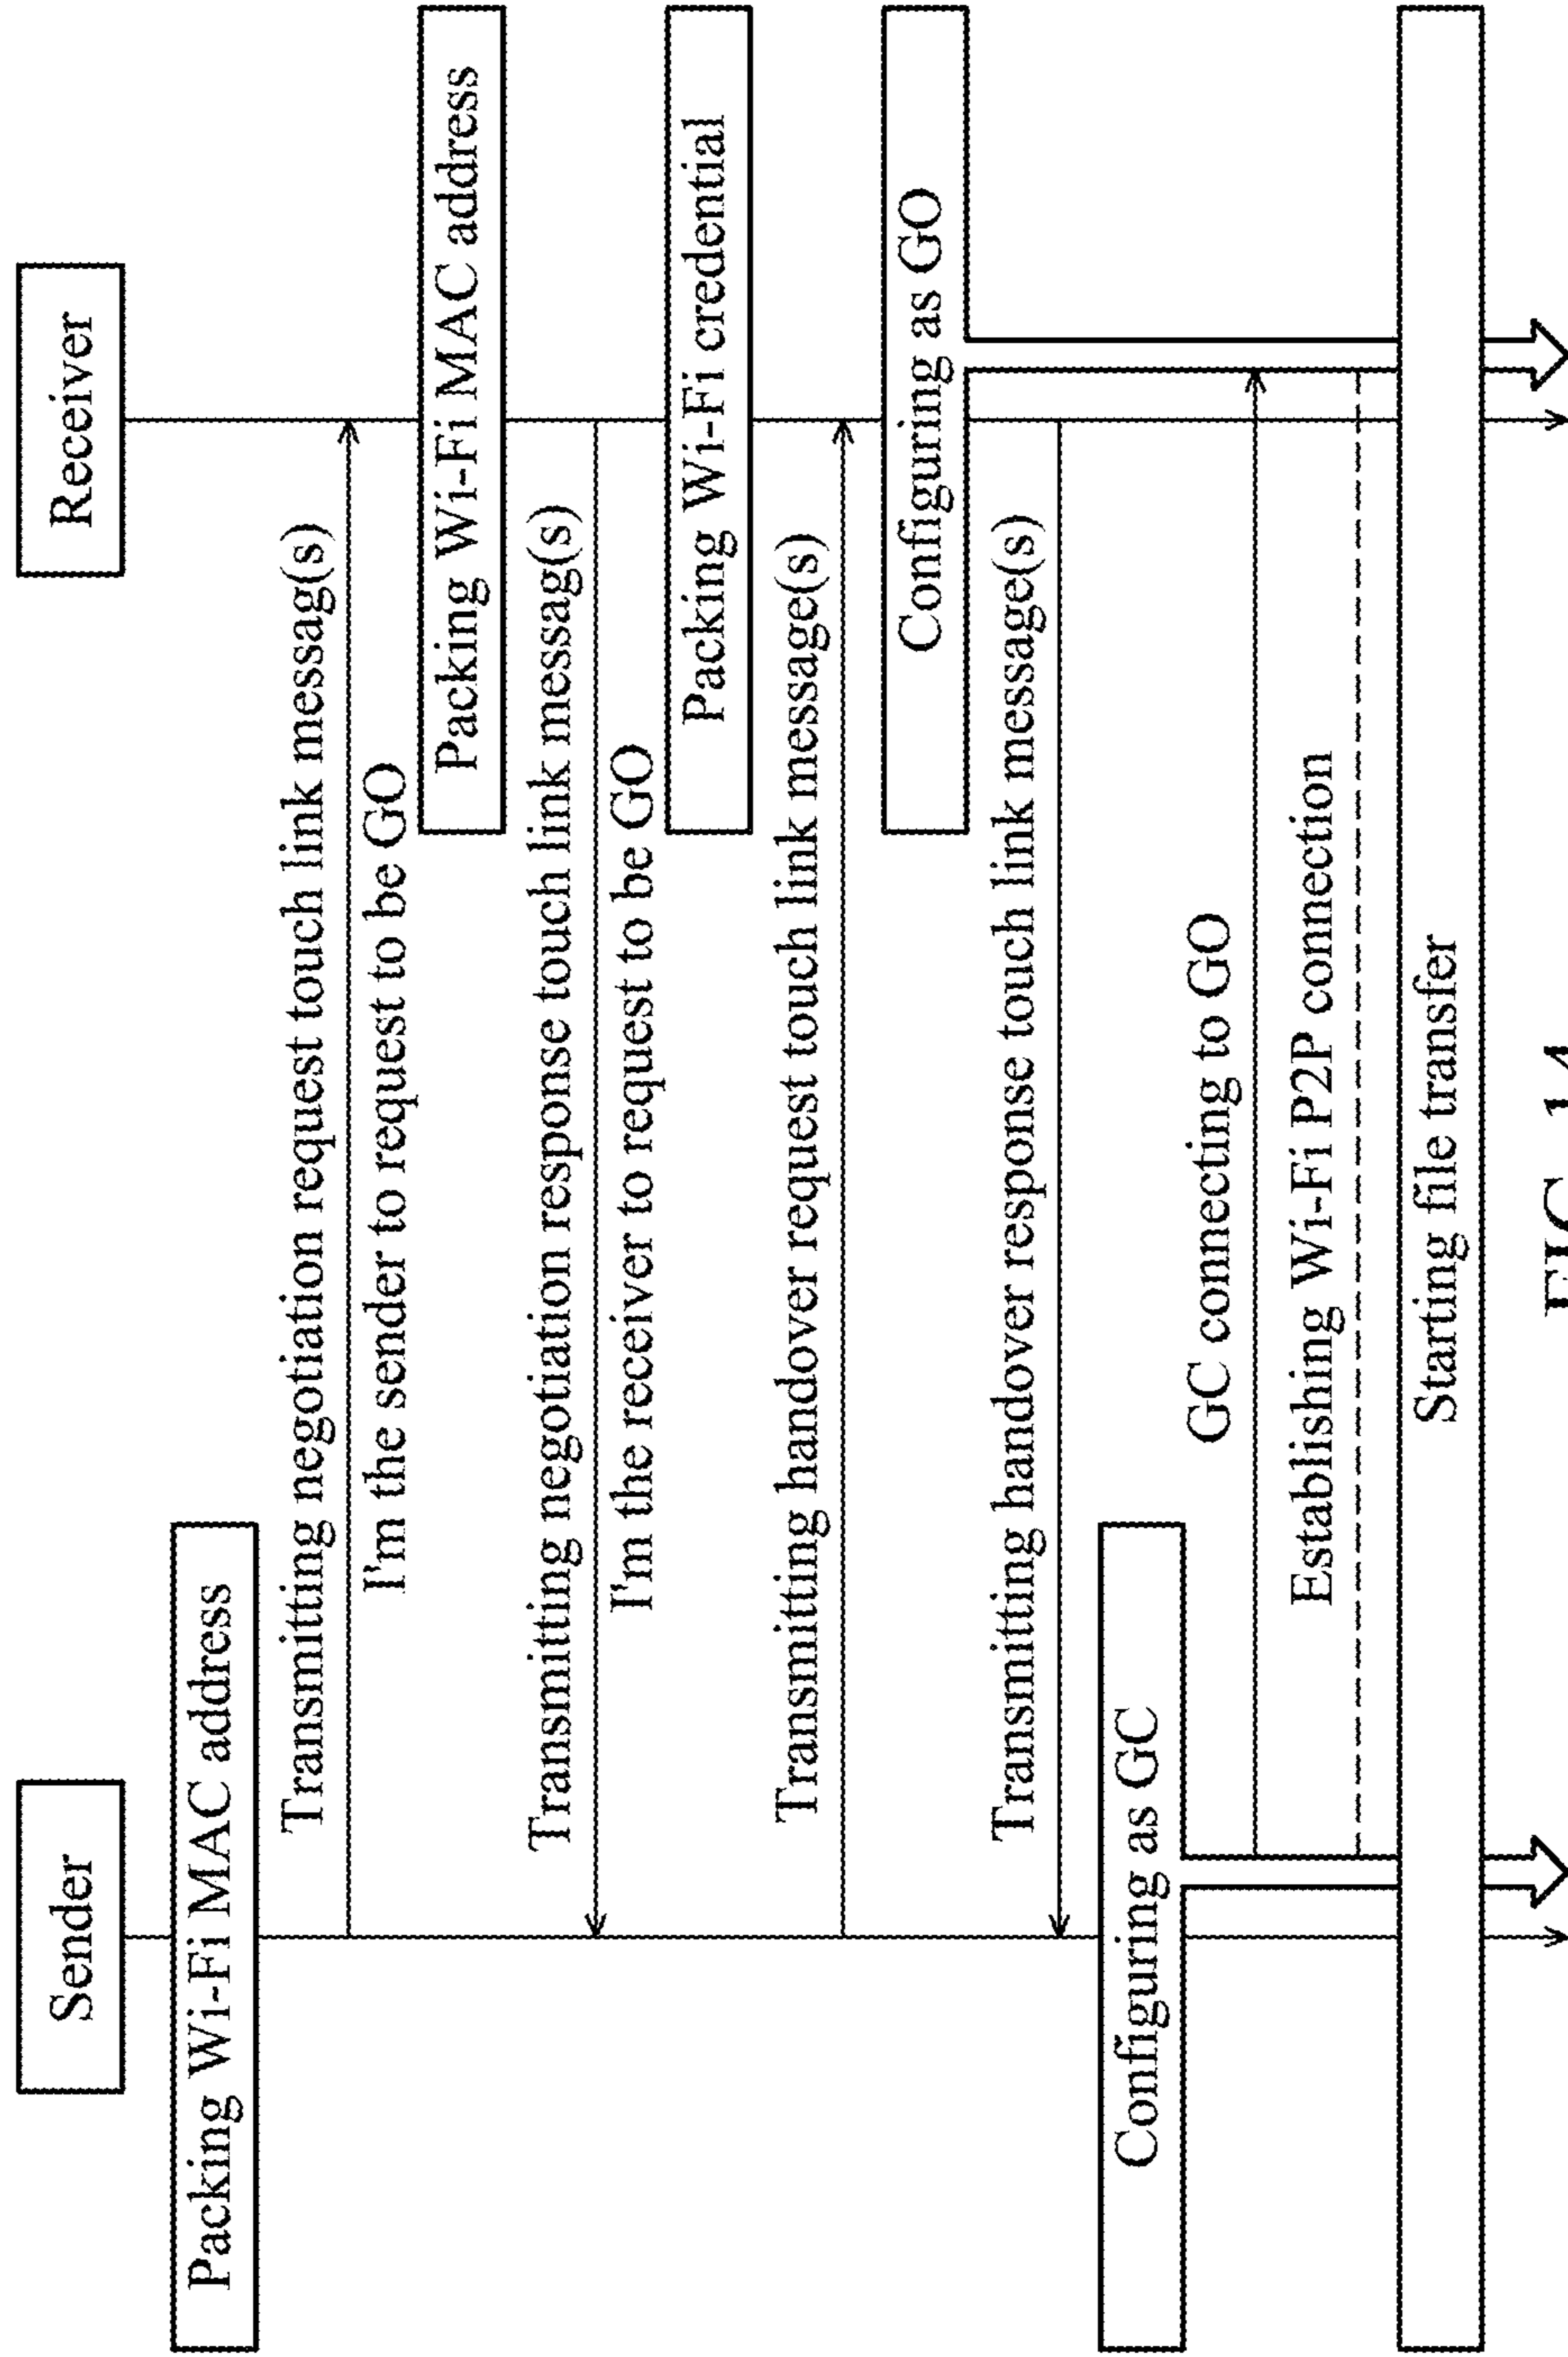 Sender
Receiver
Packing Wi-Fi MAC address
Transmitting negotiation request touch link messag(s)
I'm the sender to request to be GO
Packing Wi-Fi MAC address
Transmitting negotiation response touch link messag(s)
I'm the receiver to request to be GO
Packing Wi-Fi credential
Transmitting handover request touch link message(s)
Configuring as GO
Transmitting handover response touch link message(s)
Configuring as GC
GC connecting to GO
Establishing Wi-Fi P2P connection
Starting file transfer